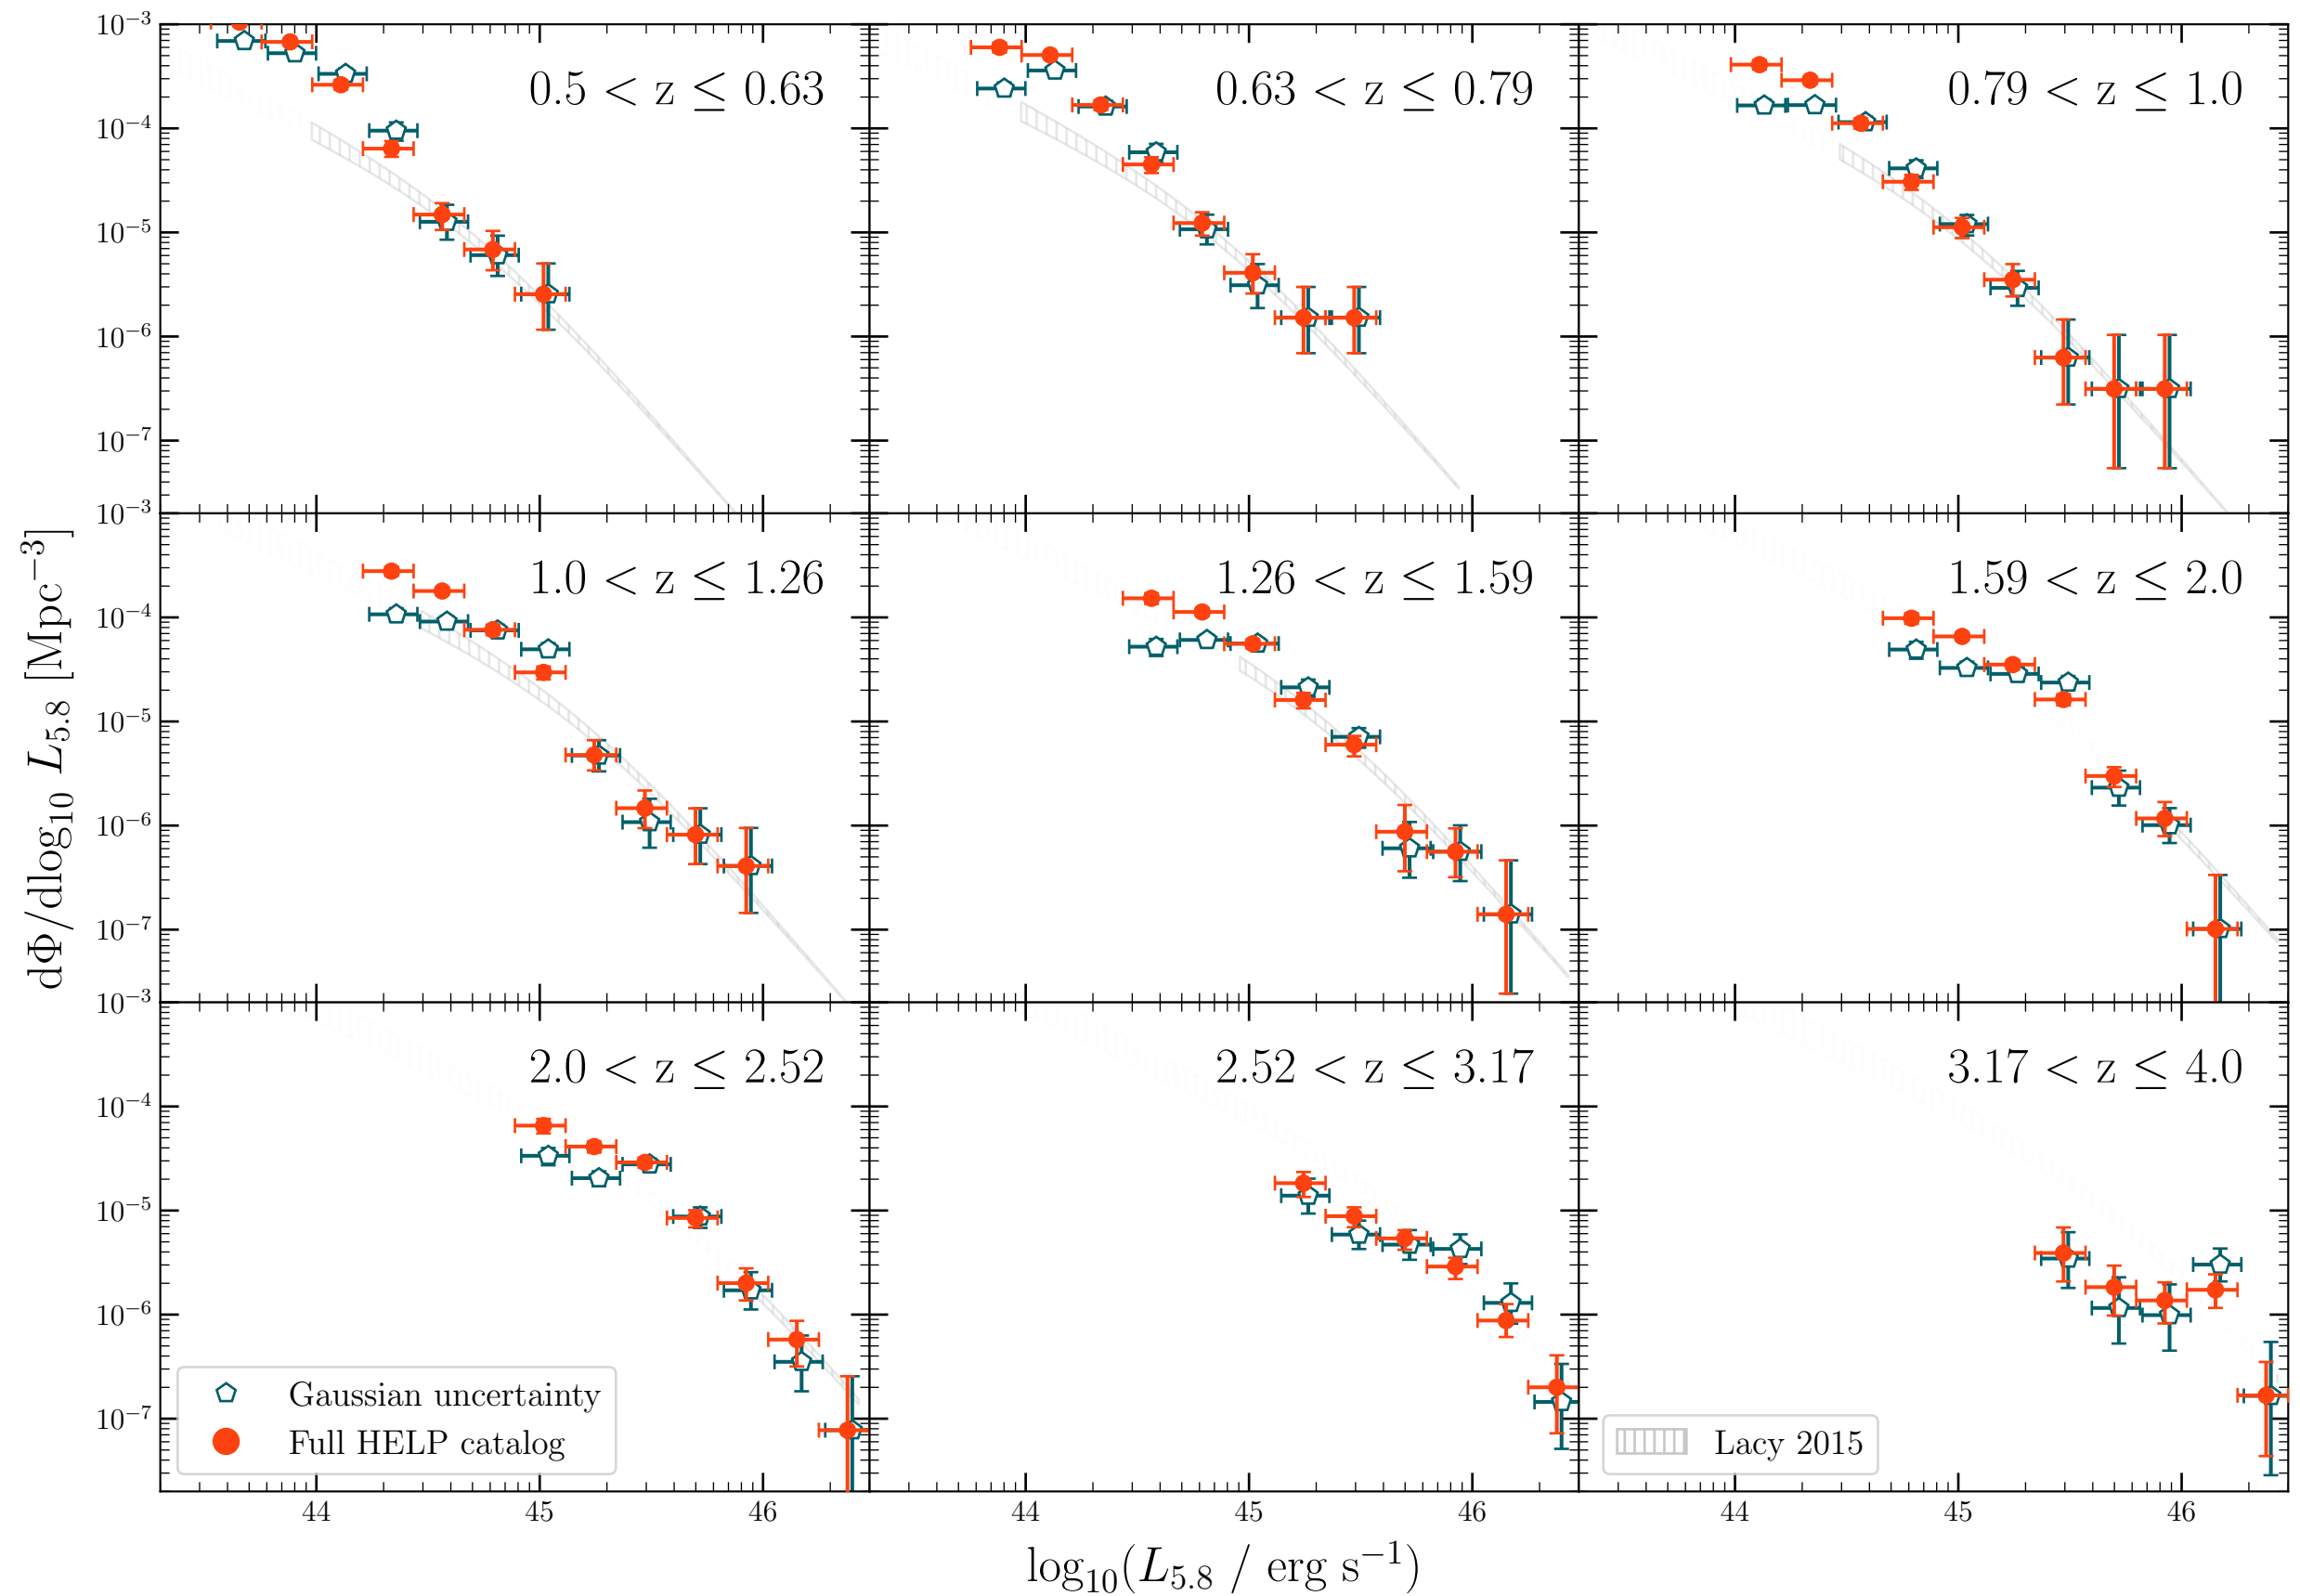 10⁻³
10⁻⁴
10⁻⁵
10⁻⁶
10⁻⁷
0.5 < z ≤ 0.63
0.63 < z ≤ 0.79
0.79 < z ≤ 1.0
10⁻³
10⁻⁴
10⁻⁵
10⁻⁶
10⁻⁷
1.0 < z ≤ 1.26
1.26 < z ≤ 1.59
1.59 < z ≤ 2.0
10⁻³
10⁻⁴
10⁻⁵
10⁻⁶
10⁻⁷
2.0 < z ≤ 2.52
2.52 < z ≤ 3.17
3.17 < z ≤ 4.0
dΦ/dlog₁₀ L₅.₈ [Mpc⁻³]
Gaussian uncertainty
Full HELP catalog
Lacy 2015
44 45 46
44 45 46
44 45 46
log₁₀(L₅.₈ / erg s⁻¹)